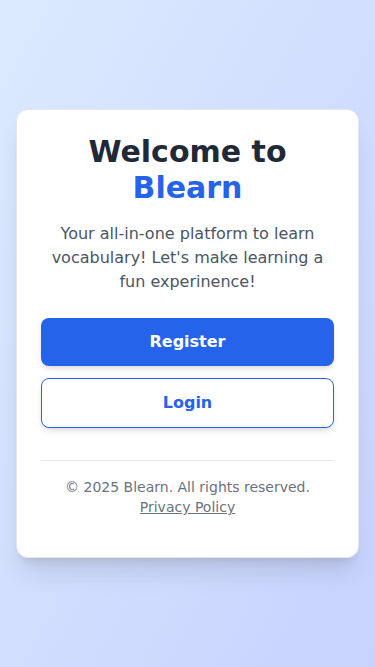 Welcome to
Blearn
Your all-in-one platform to learn
vocabulary! Let's make learning a
fun experinence!
Register
Login
© 2025 Blearn. All rights reserved.
Privacy Policy